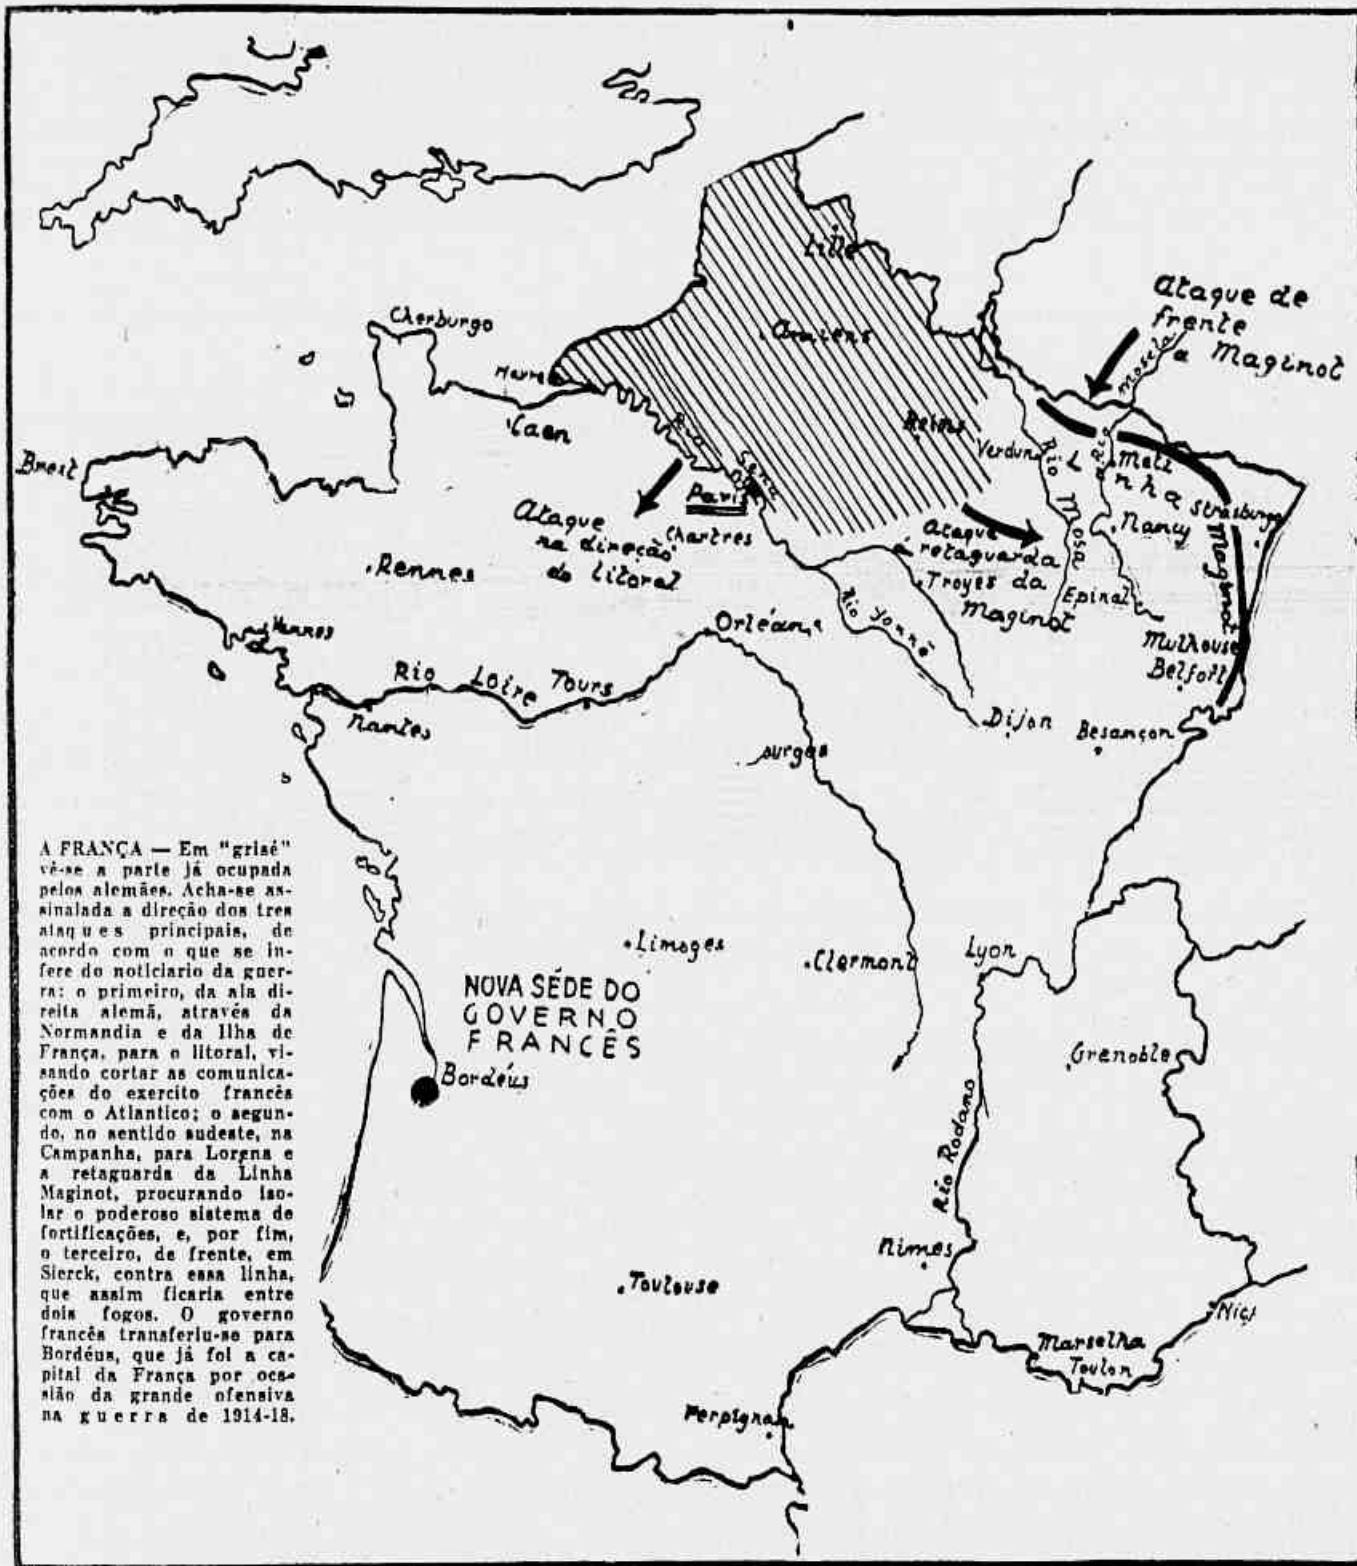 Lille
Ataque de
frente
a Maginot
Mosela
Cherburgo
Amiens
Havre
Caen
Reims
Verdun
Metz
Rio Sena
Rio Mosa
Linha Maginot
Strasburgo
Brest
Paris
Nancy
Ataque
na direção
do litoral
Chartres
Ataque
á retaguarda
da
Maginot
Troyes
Epinal
Rennes
Rio Yonne
Orléans
Mulhouse
Belfort
Vannes
Rio Loire
Tours
Nantes
Dijon
Besançon
ourges
A FRANÇA — Em "grisé"
vê-se a parte já ocupada
pelos alemães. Acha-se as-
sinalada a direção dos tres
ataques principais, de
acordo com o que se in-
fere do noticiario da guer-
ra: o primeiro, da ala di-
reita alemã, através da
Normandia e da Ilha de
França, para o litoral, vi-
sando cortar as comunica-
ções do exercito francês
com o Atlantico; o segun-
do, no sentido sudeste, na
Campanha, para Lorena e
a retaguarda da Linha
Maginot, procurando iso-
lar o poderoso sistema de
fortificações, e, por fim,
o terceiro, de frente, em
Sierck, contra essa linha,
que assim ficaria entre
dois fogos. O governo
francês transferiu-se para
Bordéus, que já foi a ca-
pital da França por oca-
sião da grande ofensiva
na guerra de 1914-18.
Limoges
Clermont
Lyon
NOVA SÉDE DO
GOVERNO
FRANCÊS
Bordéus
Grenoble
Rio Rodano
Nimes
Toulouse
Nice
Marselha
Toulon
Perpignan